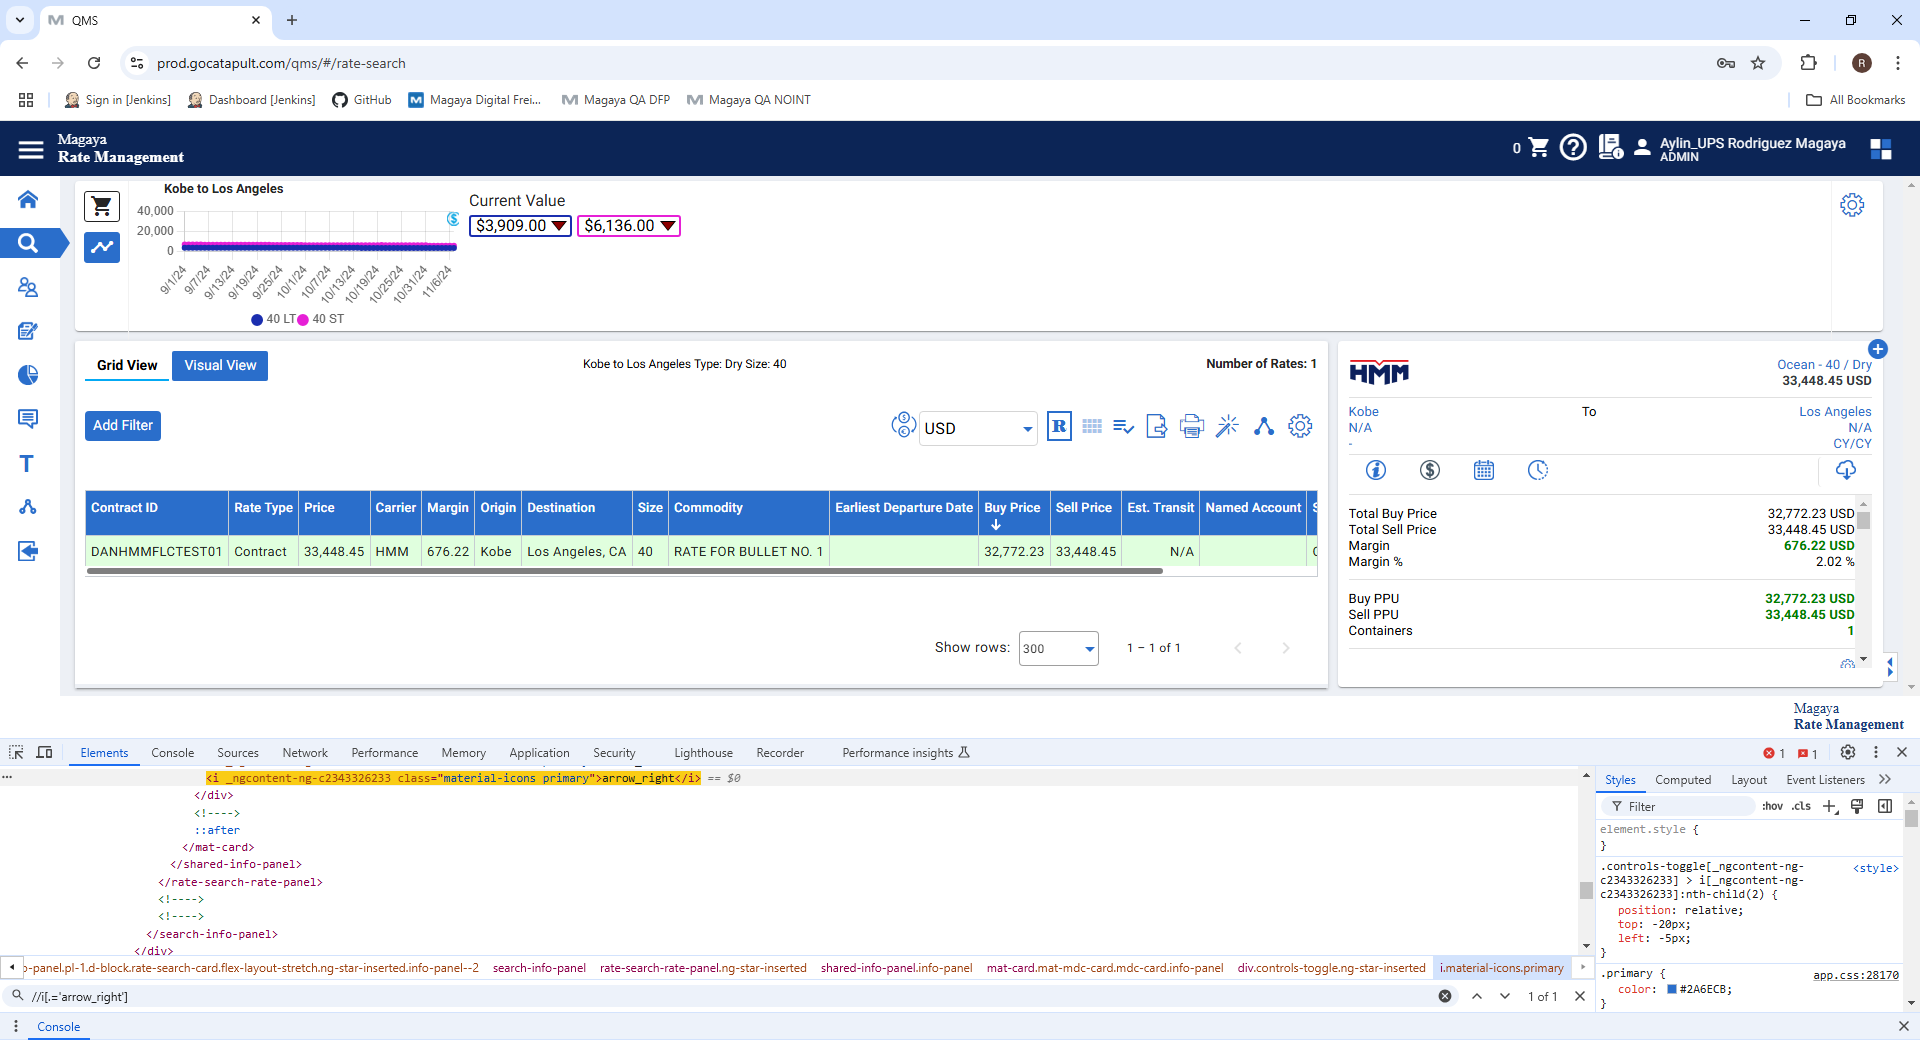 QMS
prod.gocatapult.com/qms/#/rate-search
R
Sign in [Jenkins]
Dashboard [Jenkins]
GitHub
Magaya Digital Frei...
Magaya QA DFP
Magaya QA NOINT
All Bookmarks
Magaya
Rate Management
0
Aylin_UPS Rodriguez Magaya
ADMIN
Kobe to Los Angeles
40,000
20,000
0
9/1/24
9/7/24
9/13/24
9/19/24
9/25/24
10/1/24
10/7/24
10/13/24
10/19/24
10/25/24
10/31/24
11/6/24
40 LT
40 ST
Current Value
$3,909.00
$6,136.00
Grid View
Visual View
Kobe to Los Angeles Type: Dry Size: 40
Number of Rates: 1
Add Filter
USD
R
Contract ID Rate Type Price Carrier Margin Origin Destination Size Commodity Earliest Departure Date Buy Price Sell Price Est. Transit Named Account
DANHMMFLCTEST01 Contract 33,448.45 HMM 676.22 Kobe Los Angeles, CA 40 RATE FOR BULLET NO. 1 32,772.23 33,448.45 N/A
Show rows: 300 1 – 1 of 1
HMM
Ocean - 40 / Dry
33,448.45 USD
Kobe To Los Angeles
N/A N/A
- CY/CY
Total Buy Price 32,772.23 USD
Total Sell Price 33,448.45 USD
Margin 676.22 USD
Margin % 2.02 %
Buy PPU 32,772.23 USD
Sell PPU 33,448.45 USD
Containers 1
Magaya
Rate Management
Elements Console Sources Network Performance Memory Application Security Lighthouse Recorder Performance insights
1 1
<i _ngcontent-ng-c2343326233 class="material-icons primary">arrow_right</i> == $0
</div>
<!---->
::after
</mat-card>
</shared-info-panel>
</rate-search-rate-panel>
<!---->
<!---->
</search-info-panel>
</div>
o-panel.pl-1.d-block.rate-search-card.flex-layout-stretch.ng-star-inserted.info-panel--2 search-info-panel rate-search-rate-panel.ng-star-inserted shared-info-panel.info-panel mat-card.mat-mdc-card.mdc-card.info-panel div.controls-toggle.ng-star-inserted i.material-icons.primary
//i[.='arrow_right']
1 of 1
Console
Styles Computed Layout Event Listeners
Filter
:hov .cls
element.style {
}
.controls-toggle[_ngcontent-ng- <style>
c2343326233] > i[_ngcontent-ng-
c2343326233]:nth-child(2) {
position: relative;
top: -20px;
left: -5px;
}
.primary { app.css:28170
color: #2A6ECB;
}